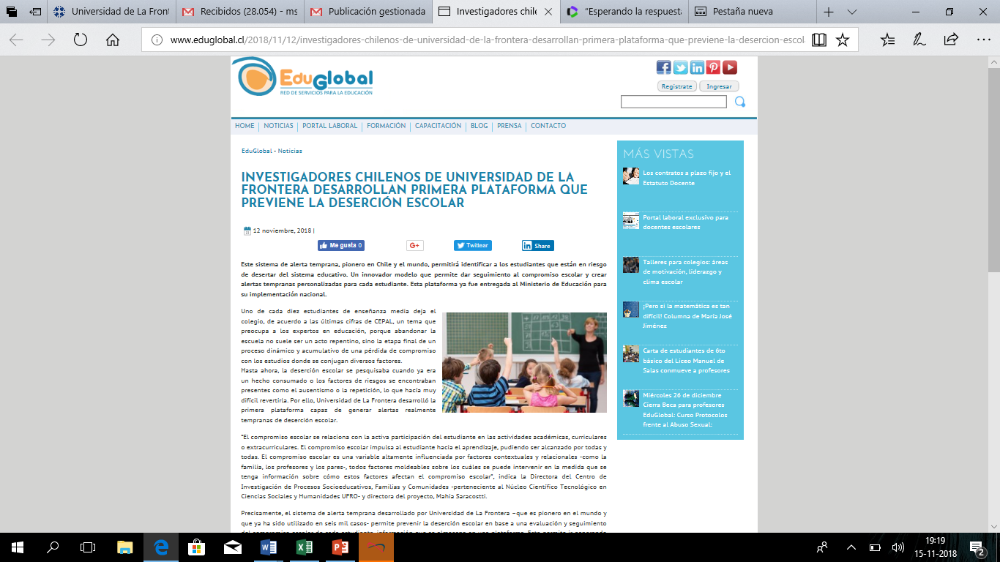 Universidad de La Front
Recibidos (28.054) - ms
Publicación gestionada
Investigadores chile
"Esperando la respuest
Pestaña nueva
www.eduglobal.cl/2018/11/12/investigadores-chilenos-de-universidad-de-la-frontera-desarrollan-primera-plataforma-que-previene-la-desercion-escol
EduGlobal
RED DE SERVICIOS PARA LA EDUCACIÓN
Registrate
Ingresar
HOME
NOTICIAS
PORTAL LABORAL
FORMACIÓN
CAPACITACIÓN
BLOG
PRENSA
CONTACTO
EduGlobal - Noticias
INVESTIGADORES CHILENOS DE UNIVERSIDAD DE LA
FRONTERA DESARROLLAN PRIMERA PLATAFORMA QUE
PREVIENE LA DESERCIÓN ESCOLAR
12 noviembre, 2018 |
Me gusta 0
G+
Twittear
Share
Este sistema de alerta temprana, pionero en Chile y el mundo, permitirá identificar a los estudiantes que están en riesgo
de desertar del sistema educativo. Un innovador modelo que permite dar seguimiento al compromiso escolar y crear
alertas tempranas personalizadas para cada estudiante. Esta plataforma ya fue entregada al Ministerio de Educación para
su implementación nacional.
Uno de cada diez estudiantes de enseñanza media deja el
colegio, de acuerdo a las últimas cifras de CEPAL, un tema que
preocupa a los expertos en educación, porque abandonar la
escuela no suele ser un acto repentino, sino la etapa final de un
proceso dinámico y acumulativo de una pérdida de compromiso
con los estudios donde se conjugan diversos factores.
Hasta ahora, la deserción escolar se pesquisaba cuando ya era
un hecho consumado o los factores de riesgos se encontraban
presentes como el ausentismo o la repetición, lo que hacía muy
difícil revertirla. Por ello, Universidad de La Frontera desarrolló la
primera plataforma capaz de generar alertas realmente
tempranas de deserción escolar.
"El compromiso escolar se relaciona con la activa participación del estudiante en las actividades académicas, curriculares
o extracurriculares. El compromiso escolar impulsa al estudiante hacia el aprendizaje, pudiendo ser alcanzado por todas y
todas. El compromiso escolar es una variable altamente influenciada por factores contextuales y relacionales -como la
familia, los profesores y los pares-, todos factores moldeables sobre los cuáles se puede intervenir en la medida que se
tenga información sobre cómo estos factores afectan el compromiso escolar", indica la Directora del Centro de
Investigación de Procesos Socioeducativos, Familias y Comunidades -perteneciente al Núcleo Científico Tecnológico en
Ciencias Sociales y Humanidades UFRO- y directora del proyecto, Mahia Saracostti.
Precisamente, el sistema de alerta temprana desarrollado por Universidad de La Frontera –que es pionero en el mundo y
que ya ha sido utilizado en seis mil casos- permite prevenir la deserción escolar en base a una evaluación y seguimiento
MÁS VISTAS
Los contratos a plazo fijo y el
Estatuto Docente
Portal laboral exclusivo para
docentes escolares
Talleres para colegios: áreas
de motivación, liderazgo y
clima escolar
¡Pero si la matemática es tan
difícil! Columna de María José
Jiménez
Carta de estudiantes de 6to
básico del Liceo Manuel de
Salas conmueve a profesores
Miércoles 26 de diciembre
Cierra Beca para profesores
EduGlobal: Curso Protocolos
frente al Abuso Sexual:
19:19
15-11-2018
2